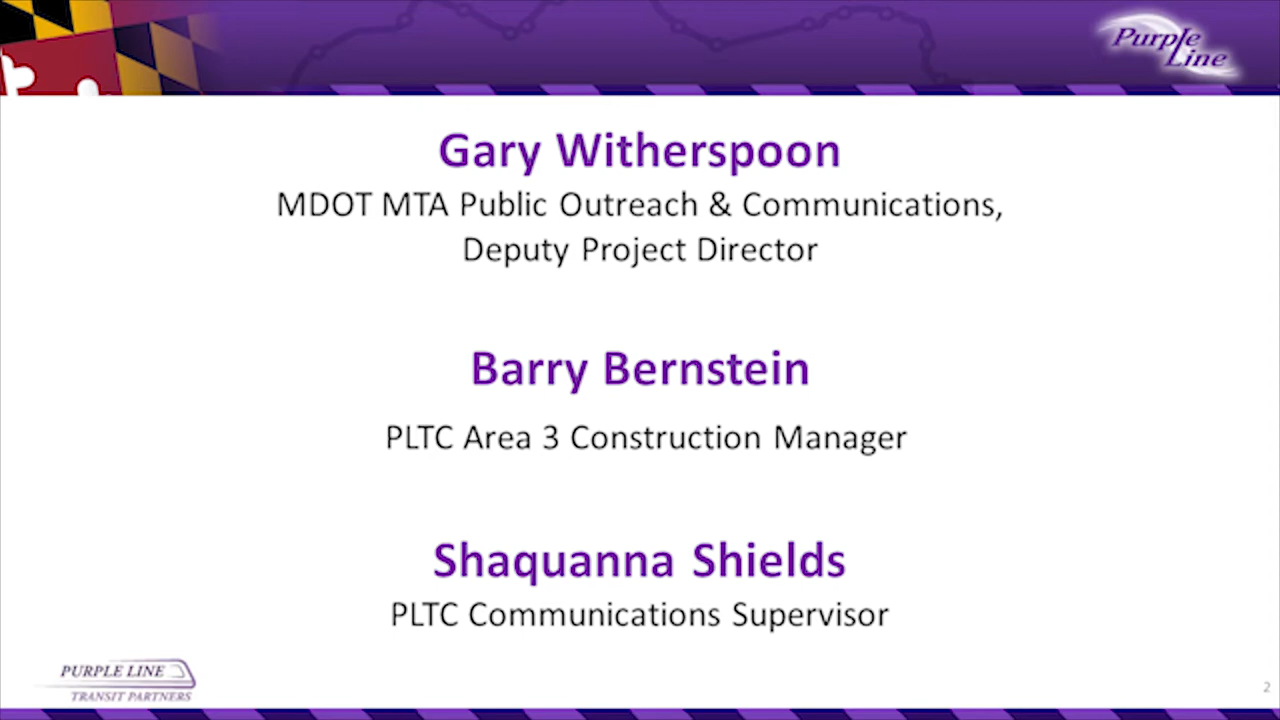 Purple
Line
Gary Witherspoon
MDOT MTA Public Outreach & Communications,
Deputy Project Director
Barry Bernstein
PLTC Area 3 Construction Manager
Shaquanna Shields
PLTC Communications Supervisor
PURPLE LINE
TRANSIT PARTNERS
2